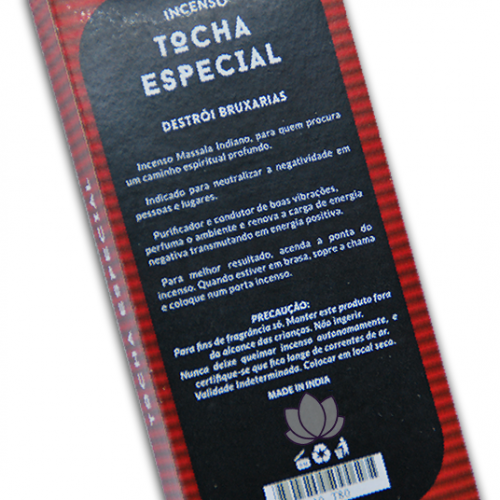 INCENSO
TOCHA
ESPECIAL
DESTRÓI BRUXARIAS
Incenso Massala Indiano, para quem procura
um caminho espiritual profundo.
Indicado para neutralizar a negatividade em
pessoas e lugares.
Purificador e condutor de boas vibrações,
perfuma o ambiente e renova a carga de energia
negativa transmutando em energia positiva.
Para melhor resultado, acenda a ponta do
incenso. Quando estiver em brasa, sopre a chama
e coloque num porta incenso.
PRECAUÇÃO:
Para fins de fragrância só. Manter este produto fora
do alcance das crianças. Não ingerir.
Nunca deixe queimar incenso autonomamente, e
certifique-se que fica longe de correntes de ar.
Validade Indeterminada. Colocar em local seco.
MADE IN INDIA
TOCHA ESPECIAL